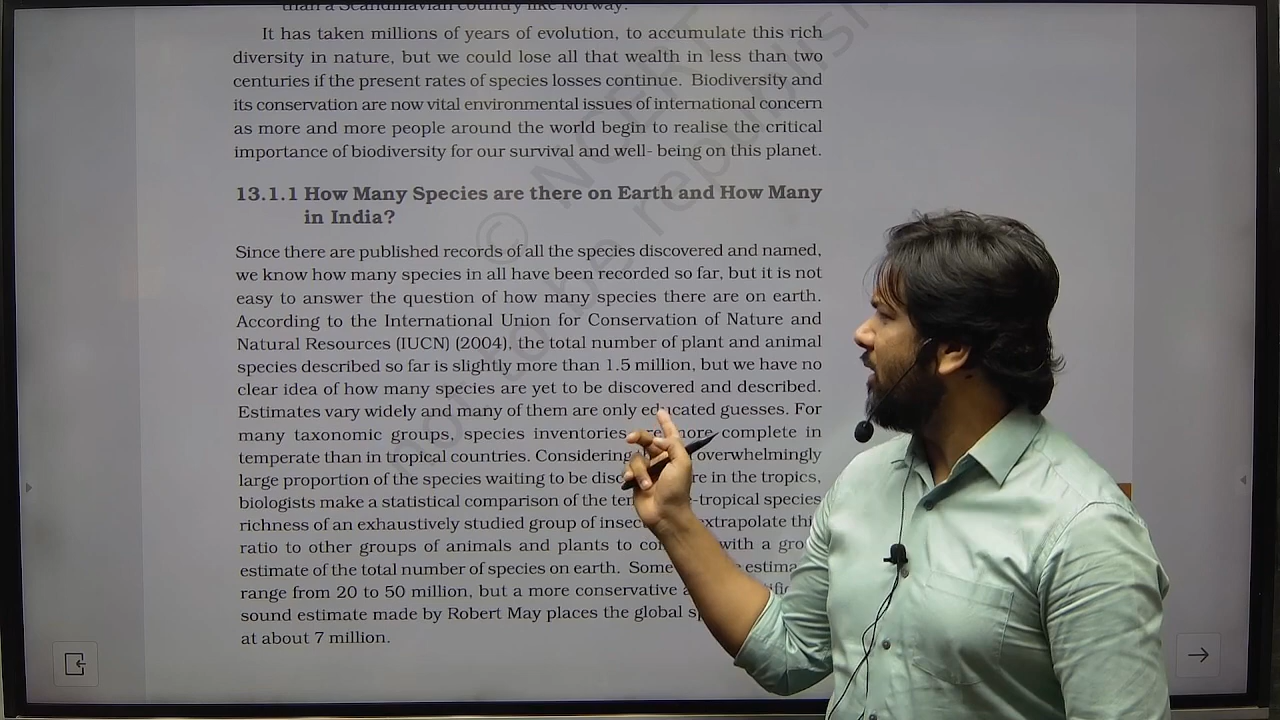 than a Scandinavian country like Norway.
It has taken millions of years of evolution, to accumulate this rich
diversity in nature, but we could lose all that wealth in less than two
centuries if the present rates of species losses continue. Biodiversity and
its conservation are now vital environmental issues of international concern
as more and more people around the world begin to realise the critical
importance of biodiversity for our survival and well- being on this planet.
13.1.1 How Many Species are there on Earth and How Many
in India?
Since there are published records of all the species discovered and named,
we know how many species in all have been recorded so far, but it is not
easy to answer the question of how many species there are on earth.
According to the International Union for Conservation of Nature and
Natural Resources (IUCN) (2004), the total number of plant and animal
species described so far is slightly more than 1.5 million, but we have no
clear idea of how many species are yet to be discovered and described.
Estimates vary widely and many of them are only educated guesses. For
many taxonomic groups, species inventories are more complete in
temperate than in tropical countries. Considering overwhelmingly
large proportion of the species waiting to be in the tropics,
biologists make a statistical comparison of the -tropical species
richness of an exhaustively studied group of extrapolate this
ratio to other groups of animals and plants to with a
estimate of the total number of species on earth. Some
range from 20 to 50 million, but a more conservative
sound estimate made by Robert May places the global
at about 7 million.
© NCERT
not to be republished